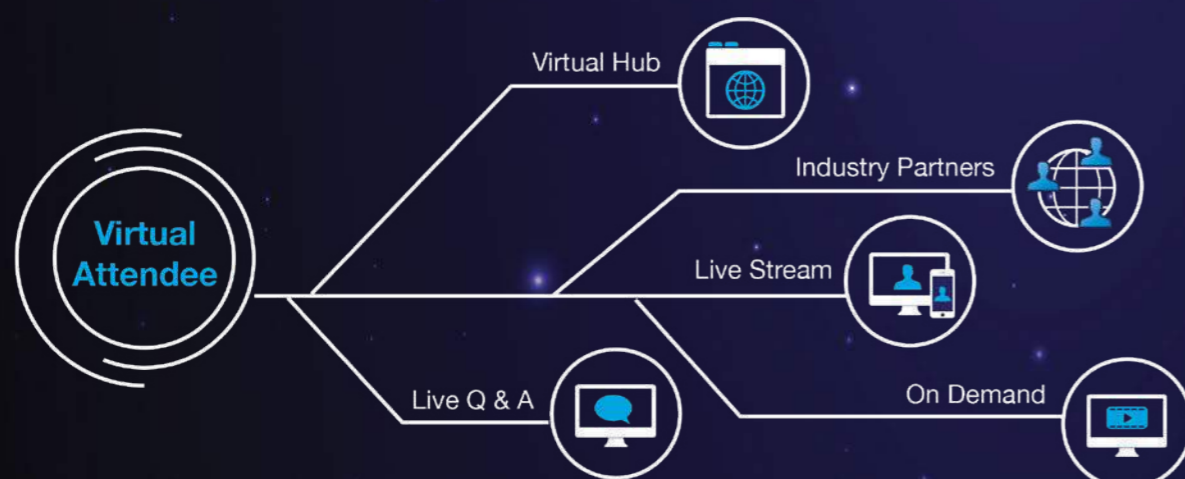 Virtual Hub
Industry Partners
Virtual
Attendee
Live Stream
Live Q & A
On Demand